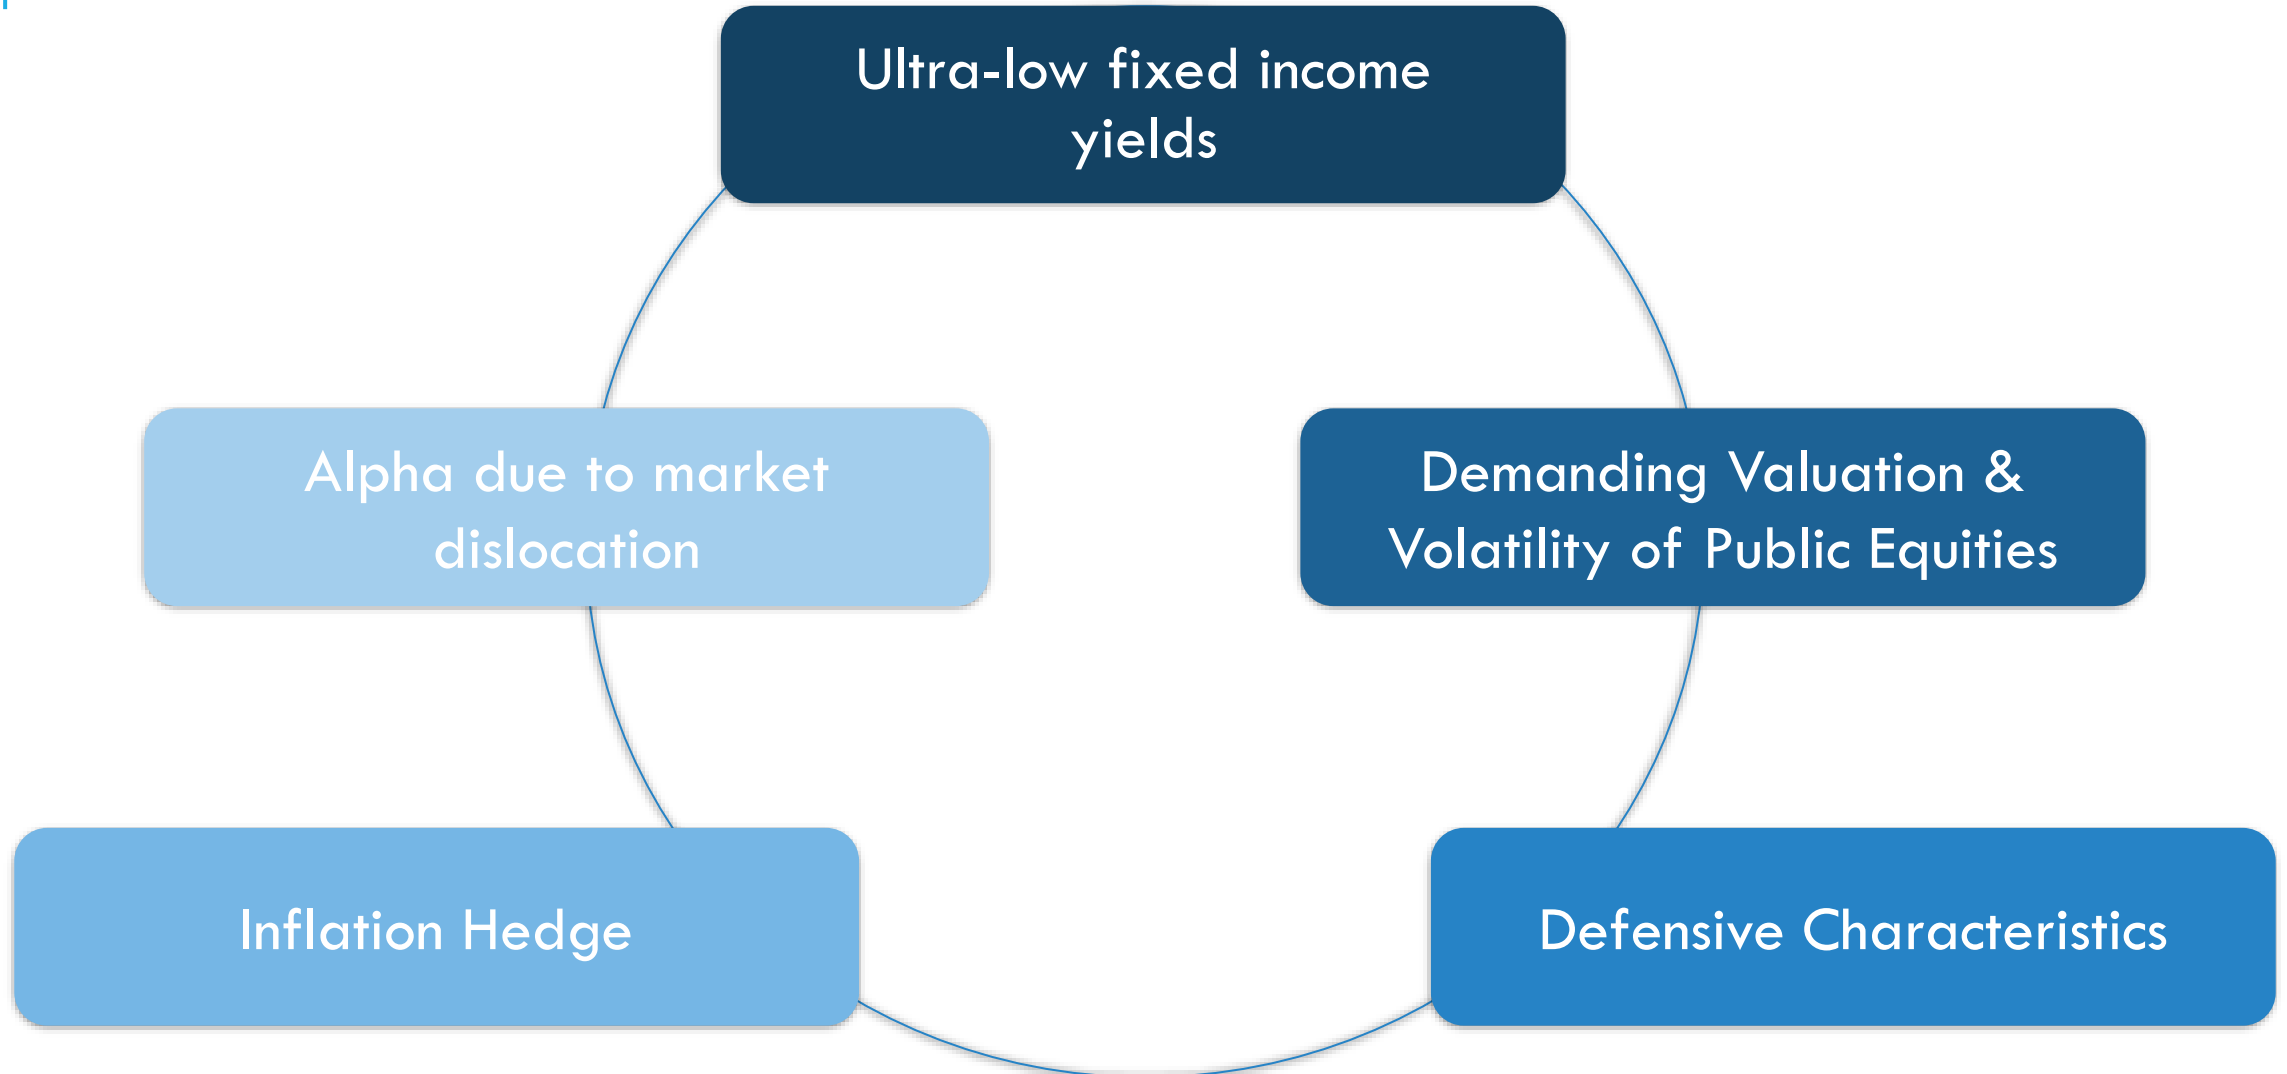 Ultra-low fixed income
yields
Alpha due to market
dislocation
Demanding Valuation &
Volatility of Public Equities
Inflation Hedge
Defensive Characteristics